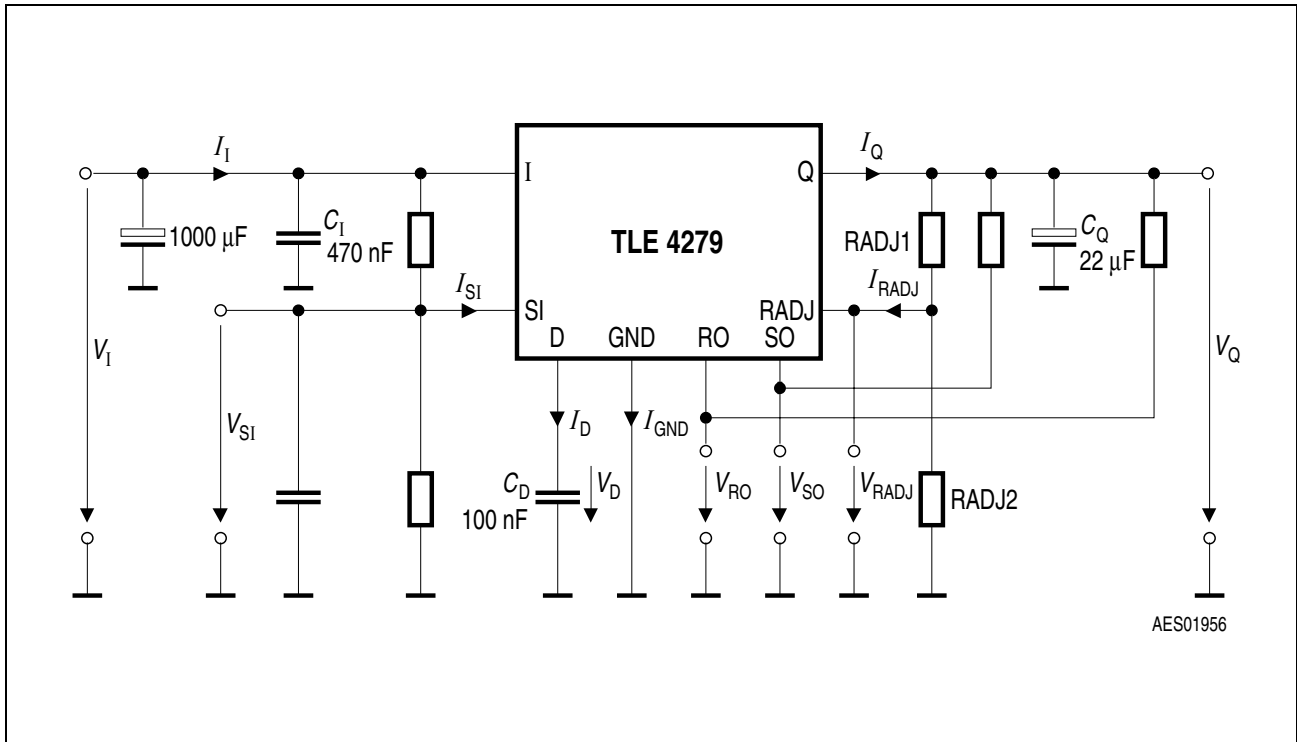 I_I
I_Q
I
Q
1000 µF
C_I
470 nF
TLE 4279
RADJ1
C_Q
22 µF
I_SI
I_RADJ
SI
RADJ
D
GND
RO
SO
V_I
V_Q
V_SI
I_D
I_GND
C_D
100 nF
V_D
V_RO
V_SO
V_RADJ
RADJ2
AES01956